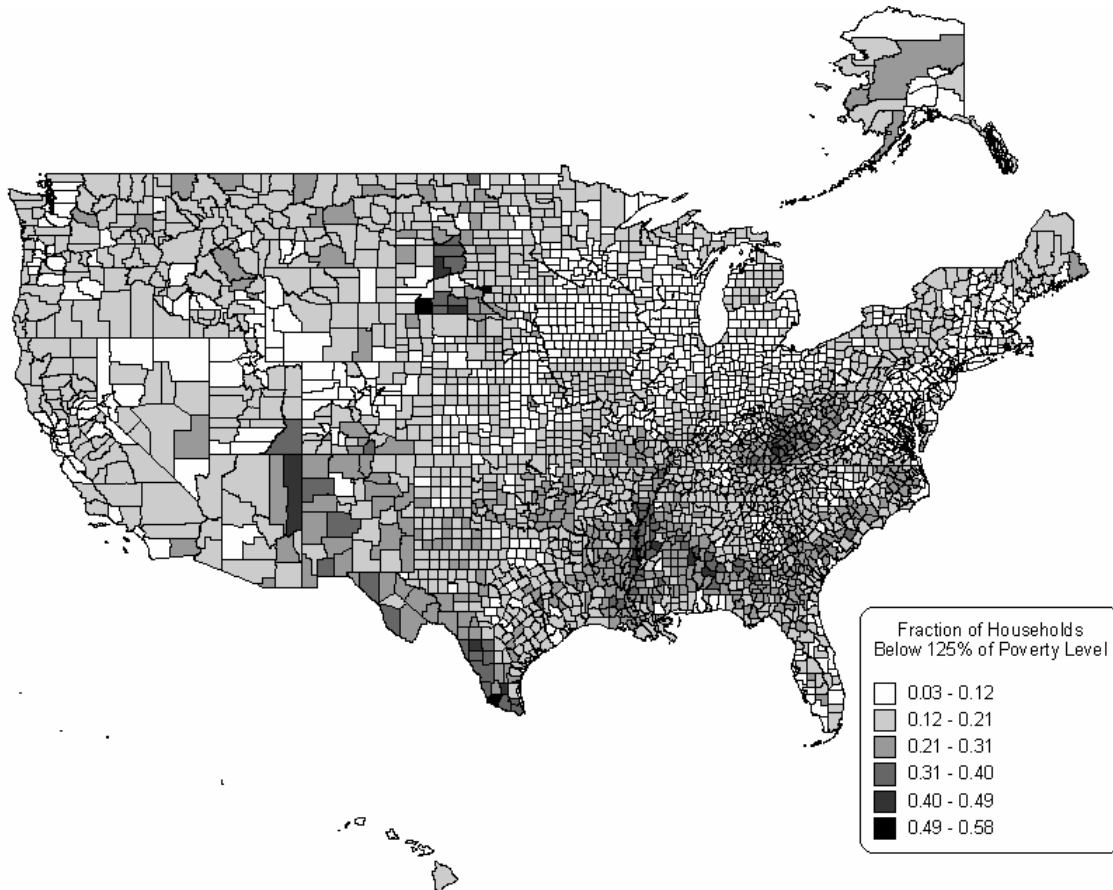 Fraction of Households
Below 125% of Poverty Level
0.03 - 0.12
0.12 - 0.21
0.21 - 0.31
0.31 - 0.40
0.40 - 0.49
0.49 - 0.58